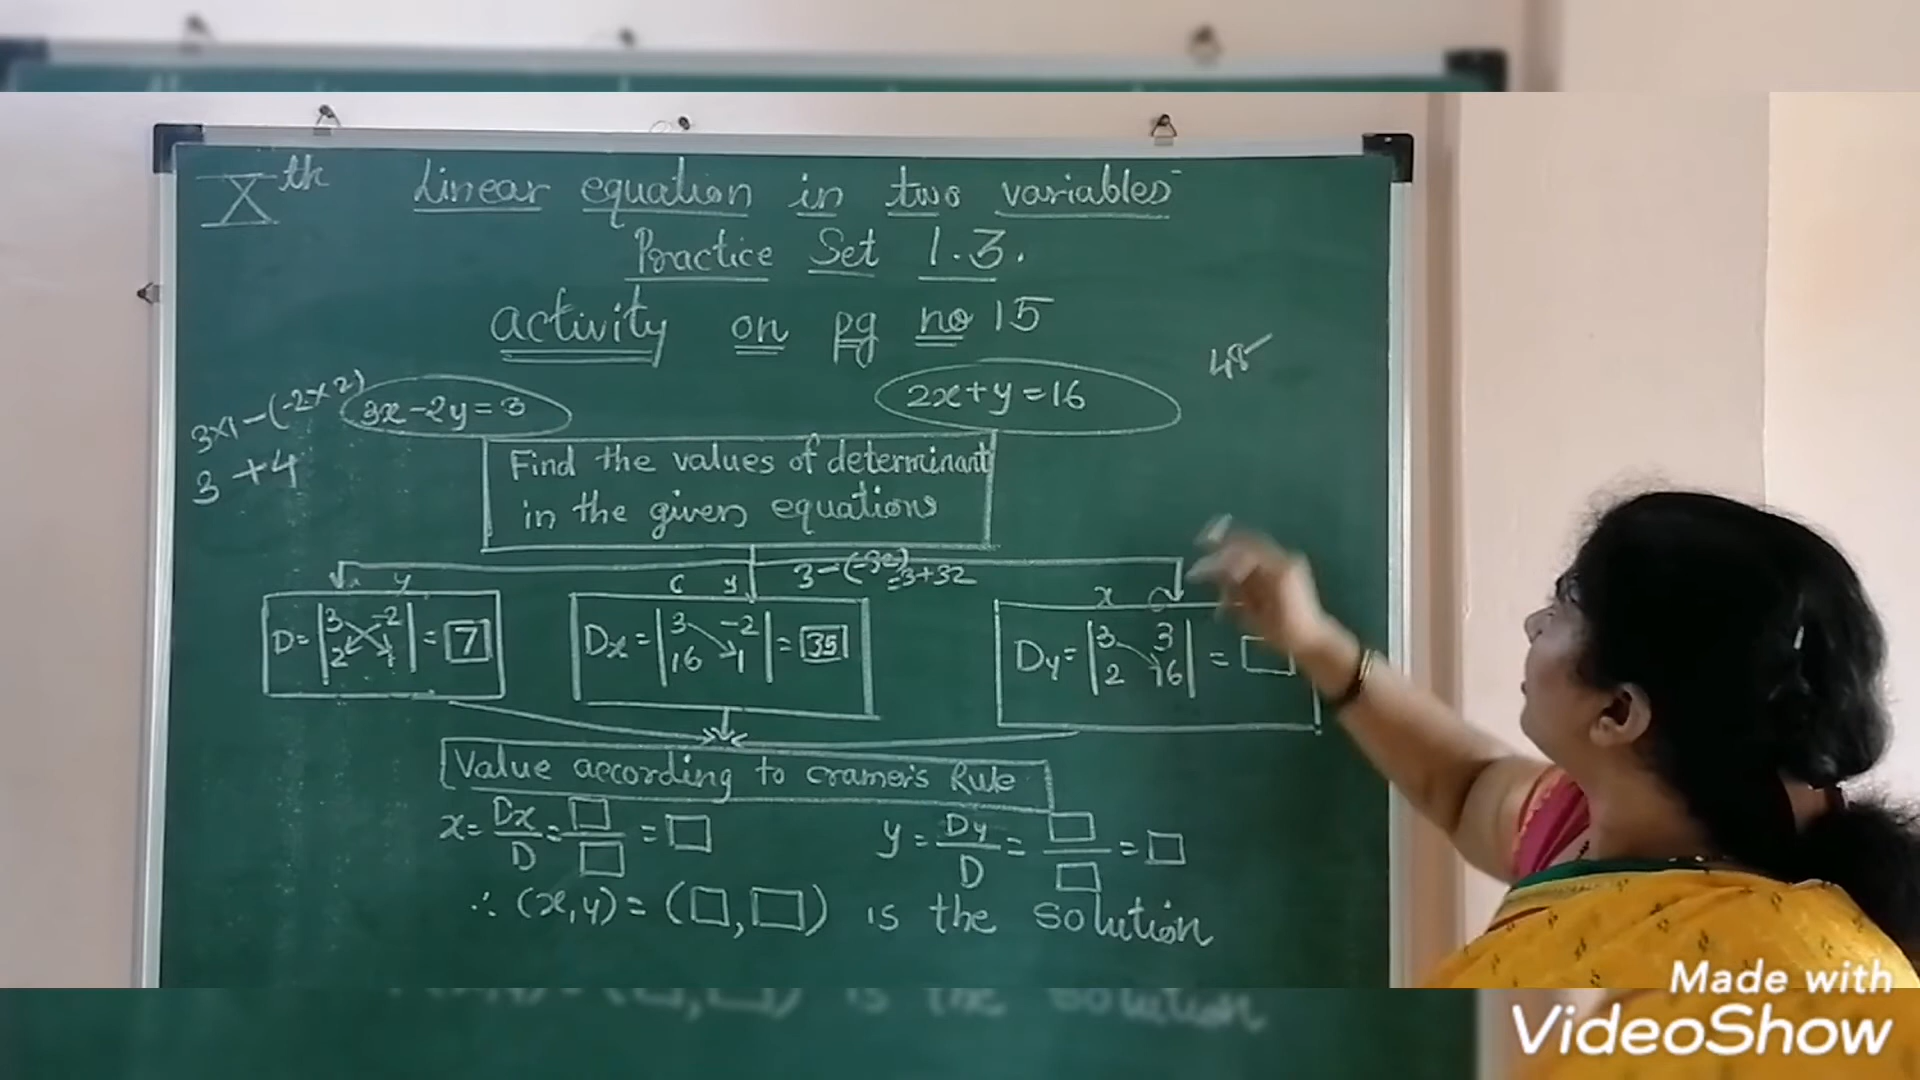 Xth Linear equation in two variables
Practice Set 1.3.
activity on pg no 15
48
3×1-(-2×2)
3+4
3x-2y=3
2x+y=16
Find the values of determinant
in the given equations
3-(-32)
=3+32
y
c y
x c
D= |3 -2| = 7
|2 1|
Dx= |3 -2| = 35
|16 1|
Dy= |3 3| = □
|2 16|
Value according to cramer's Rule
x= Dx/D = □/□ = □
y= Dy/D = □/□ = □
∴ (x,y) = (□,□) is the solution
is the solution
Made with
VideoShow